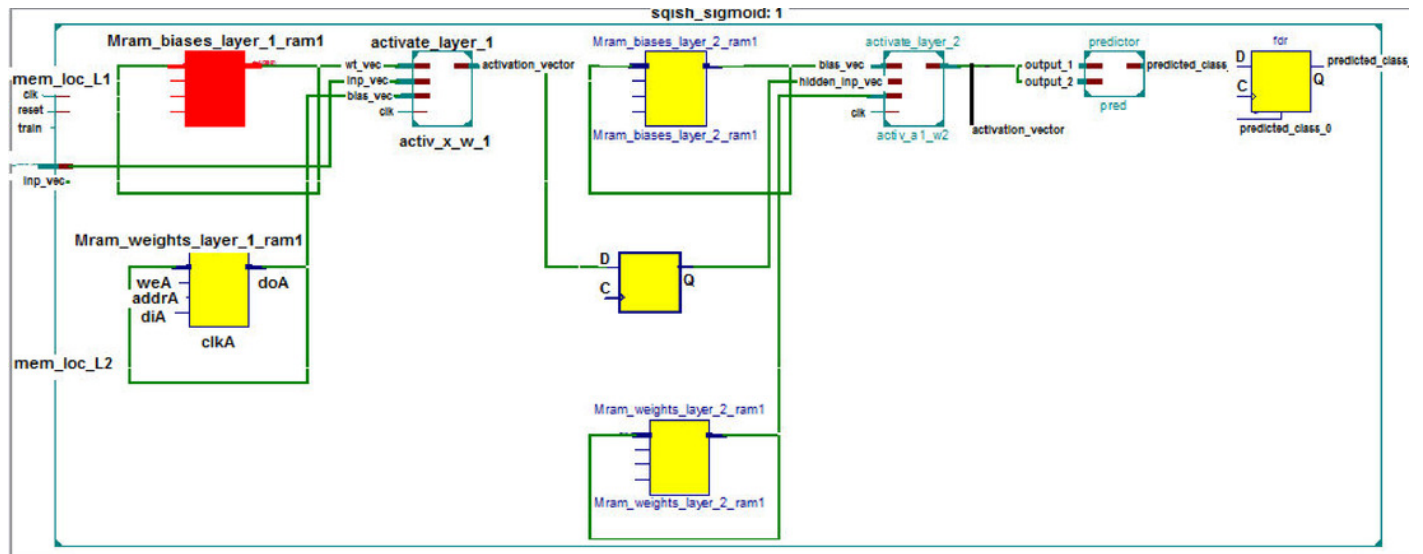 sqish_sigmoid: 1
Mram_biases_layer_1_ram1
activate_layer_1
Mram_biases_layer_2_ram1
activate_layer_2
predictor
fdr
mem_loc_L1
clk
reset
train
inp_vec
wt_vec
inp_vec
bias_vec
clk
activation_vector
activ_x_w_1
Mram_biases_layer_2_ram1
bias_vec
hidden_inp_vec
clk
activ_a1_w2
activation_vector
output_1
output_2
predicted_class_
pred
D
C
Q
predicted_class_
predicted_class_0
Mram_weights_layer_1_ram1
weA
addrA
diA
doA
clkA
D
C
Q
mem_loc_L2
Mram_weights_layer_2_ram1
Mram_weights_layer_2_ram1